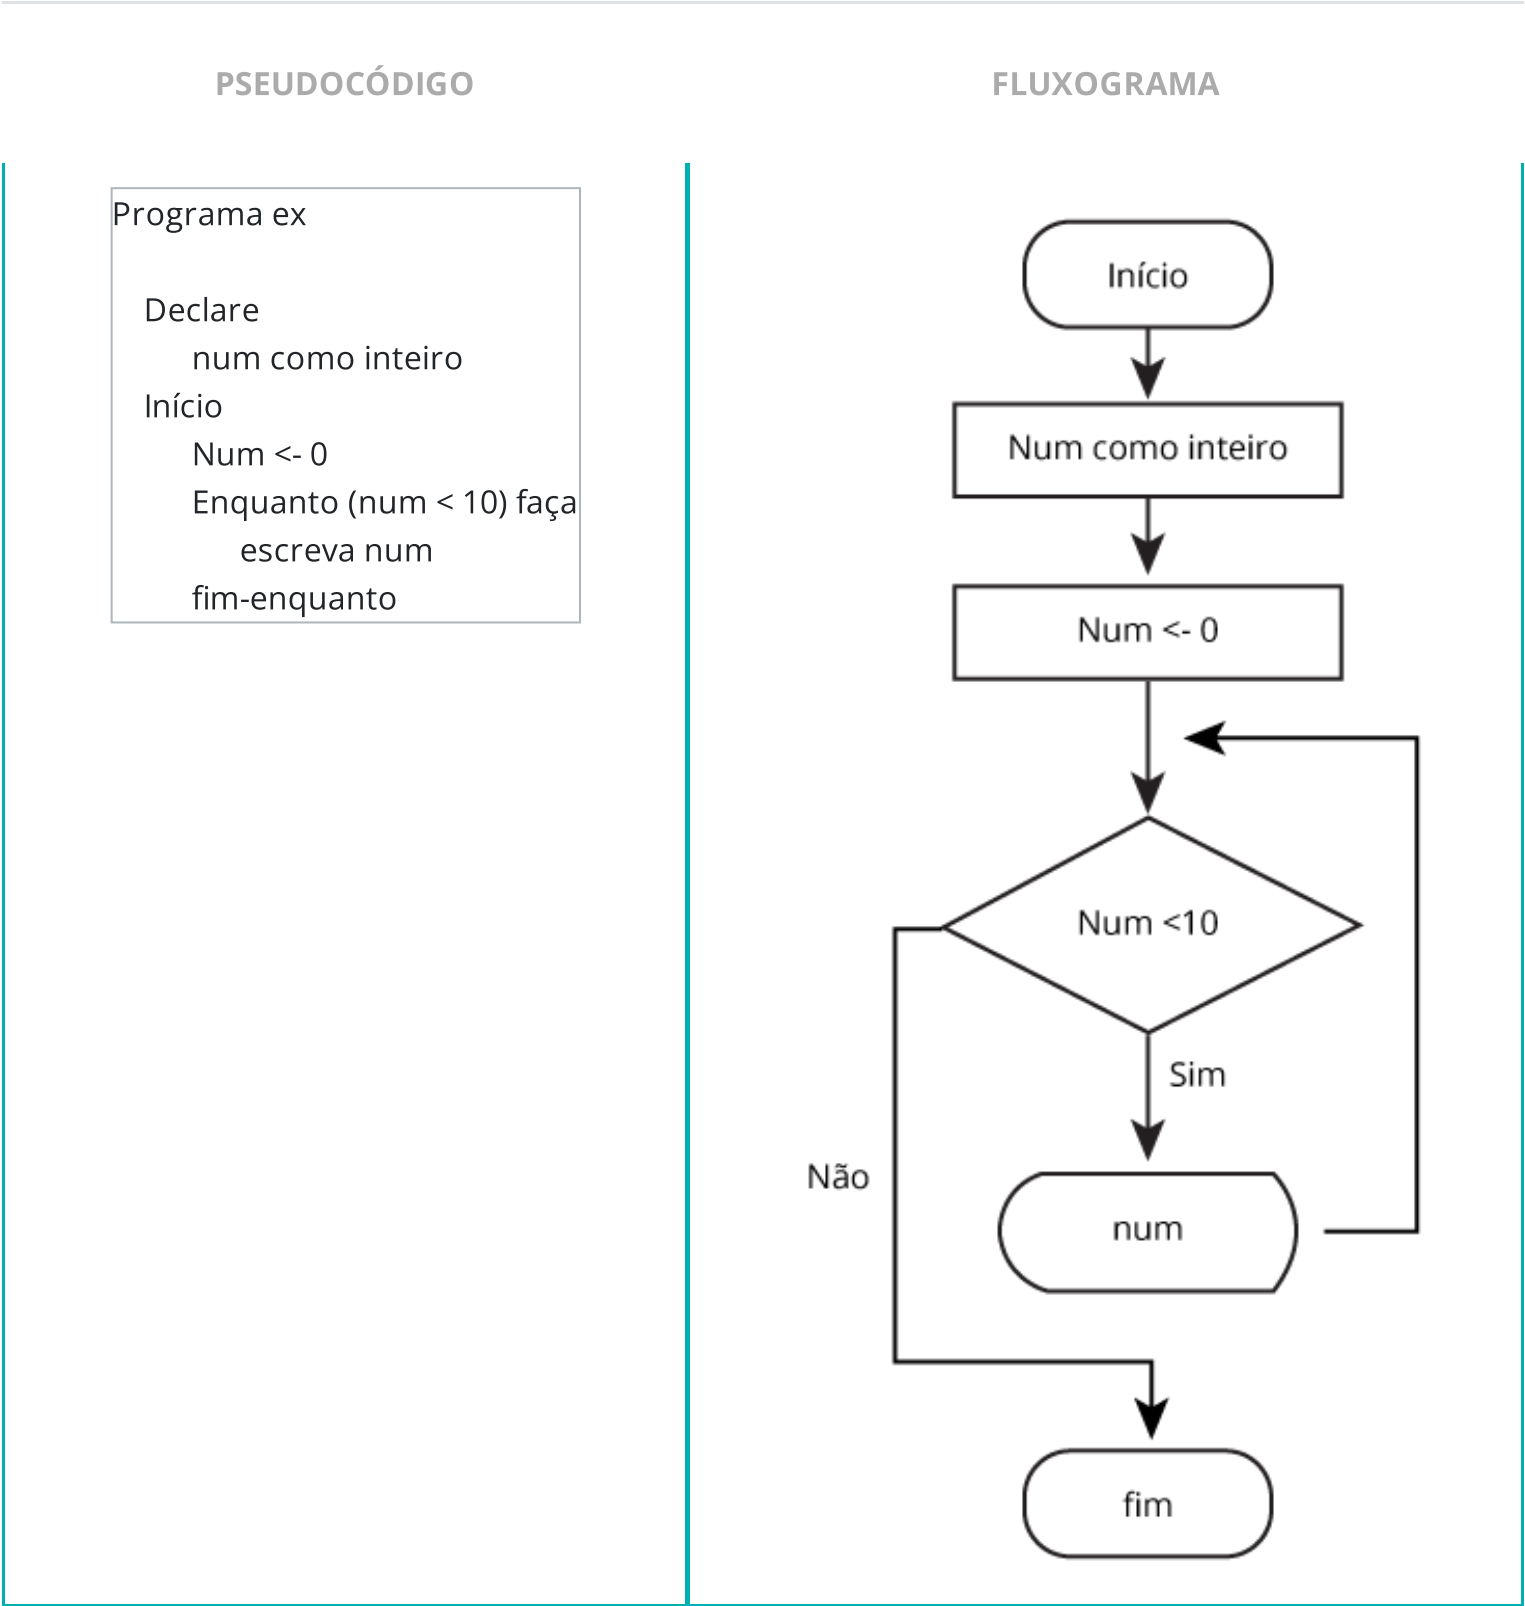 PSEUDOCÓDIGO
FLUXOGRAMA
Programa ex
Declare
num como inteiro
Início
Num <- 0
Enquanto (num < 10) faça
escreva num
fim-enquanto
Início
Num como inteiro
Num <- 0
Num <10
Sim
Não
num
fim